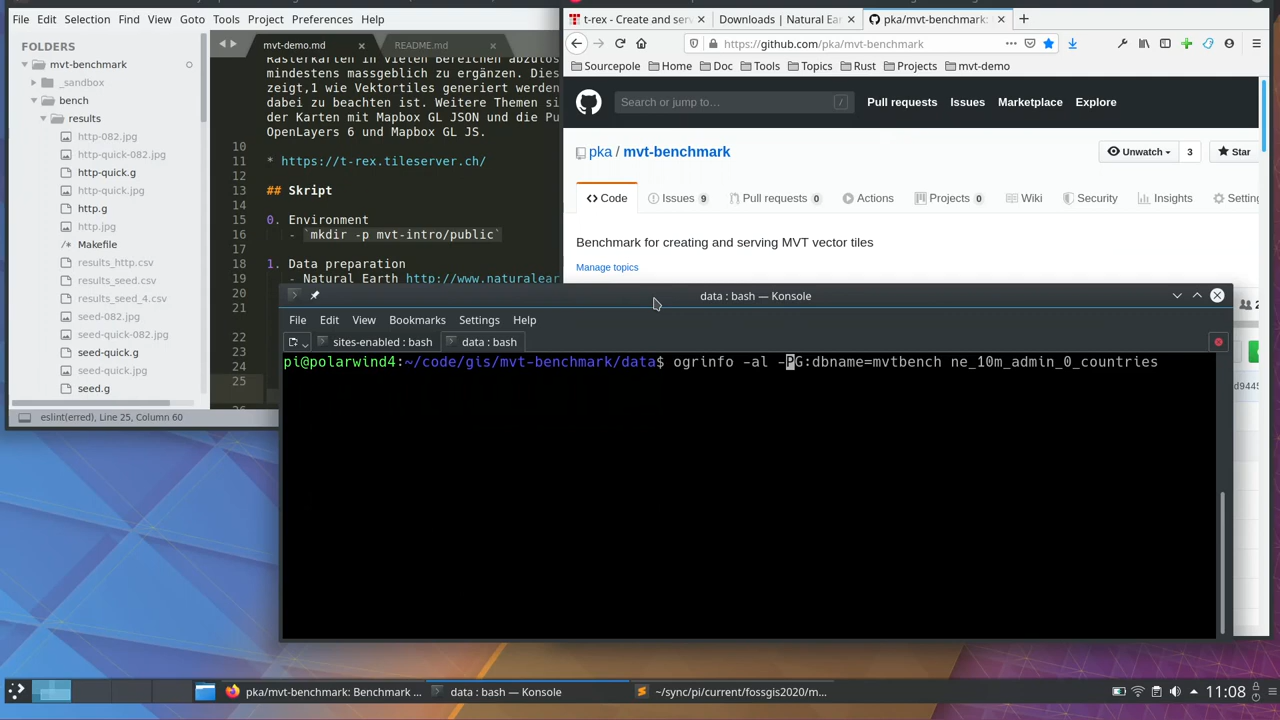 File Edit Selection Find View Goto Tools Project Preferences Help
FOLDERS
mvt-benchmark
_sandbox
bench
results
http-082.jpg
http-quick-082.jpg
http-quick.g
http-quick.jpg
http.g
http.jpg
Makefile
results_http.csv
results_seed.csv
results_seed_4.csv
seed-082.jpg
seed-quick-082.jpg
seed-quick.g
seed-quick.jpg
seed.g
eslint(erred), Line 25, Column 60
mvt-demo.md README.md
mindestens massgeblich zu ergänzen. Dies
zeigt,1 wie Vektortiles generiert werden
dabei zu beachten ist. Weitere Themen si
der Karten mit Mapbox GL JSON und die Pu
OpenLayers 6 und Mapbox GL JS.
10
11 * https://t-rex.tileserver.ch/
12
13 ## Skript
14
15 0. Environment
16 - `mkdir -p mvt-intro/public`
17
18 1. Data preparation
19 - Natural Earth http://www.naturalear
20
21
22
23
24
25
t-rex - Create and ser Downloads | Natural Ea pka/mvt-benchmark:
https://github.com/pka/mvt-benchmark
Sourcepole Home Doc Tools Topics Rust Projects mvt-demo
Search or jump to... / Pull requests Issues Marketplace Explore
pka / mvt-benchmark Unwatch 3 Star
Code Issues 9 Pull requests 0 Actions Projects 0 Wiki Security Insights Setting
Benchmark for creating and serving MVT vector tiles
Manage topics
2
d9445
data : bash — Konsole
File Edit View Bookmarks Settings Help
sites-enabled : bash data : bash
pi@polarwind4:~/code/gis/mvt-benchmark/data$ ogrinfo -al -PG:dbname=mvtbench ne_10m_admin_0_countries
pka/mvt-benchmark: Benchmark ... data : bash — Konsole ~/sync/pi/current/fossgis2020/m... 11:08